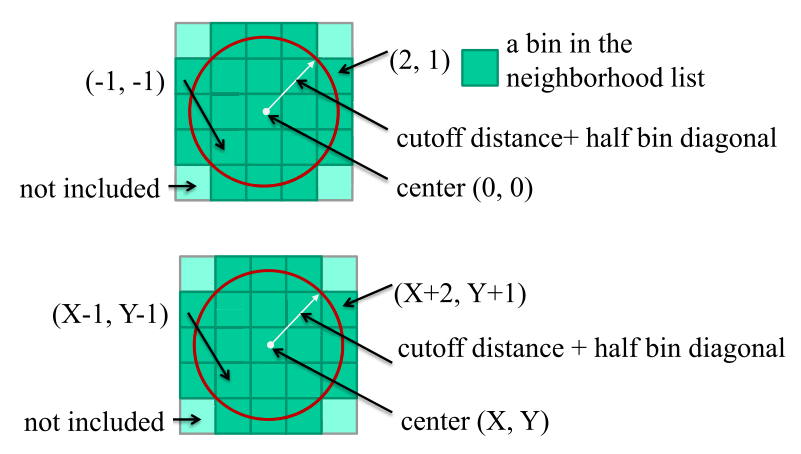 a bin in the
neighborhood list
(2, 1)
(-1, -1)
cutoff distance+ half bin diagonal
not included
center (0, 0)
(X-1, Y-1)
(X+2, Y+1)
cutoff distance + half bin diagonal
not included
center (X, Y)